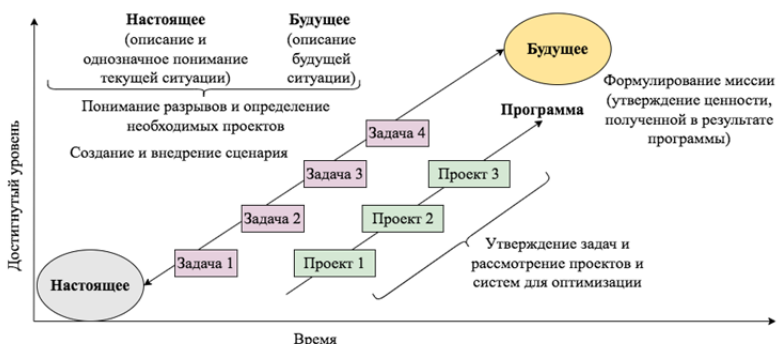 Настоящее
(описание и
однозначное понимание
текущей ситуации)
Будущее
(описание
будущей
ситуации)
Понимание разрывов и определение
необходимых проектов
Создание и внедрение сценария
Будущее
Формулирование миссии
(утверждение ценности,
полученной в результате
программы)
Программа
Задача 4
Задача 3
Задача 2
Задача 1
Проект 3
Проект 2
Проект 1
Утверждение задач и
рассмотрение проектов и
систем для оптимизации
Настоящее
Достигнутый уровень
Время